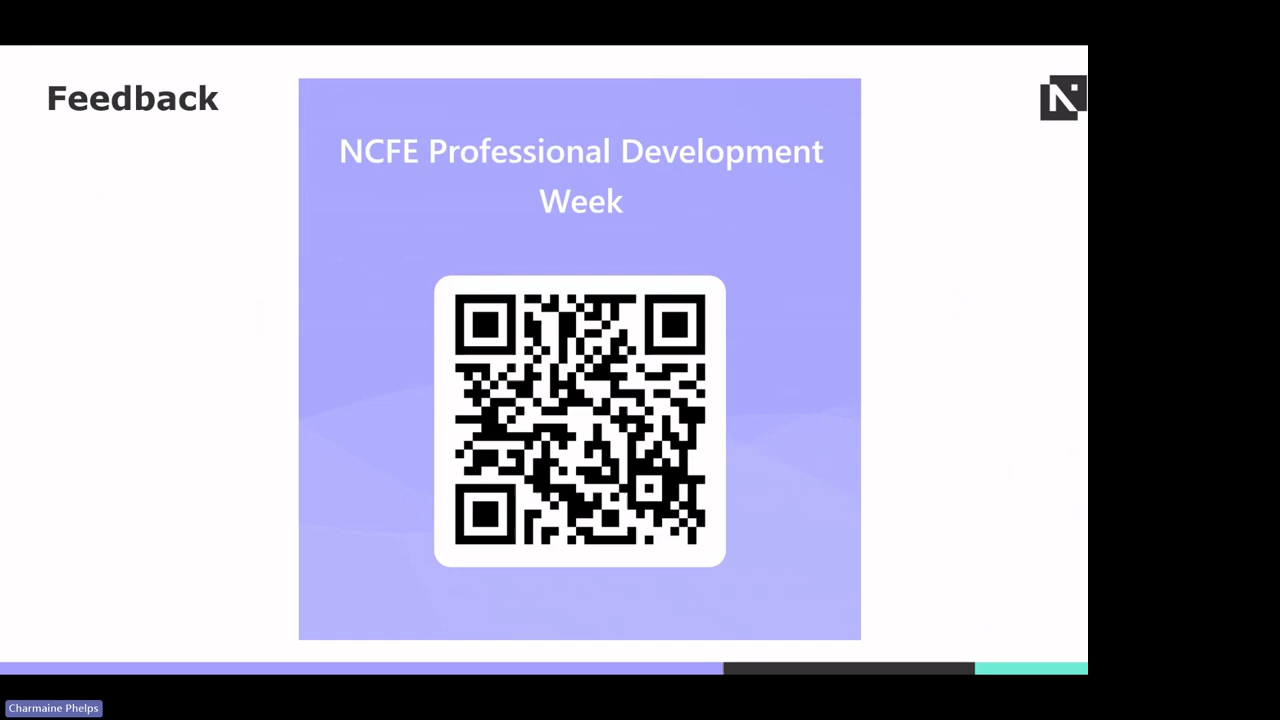 Feedback
N
NCFE Professional Development
Week
Charmaine Phelps